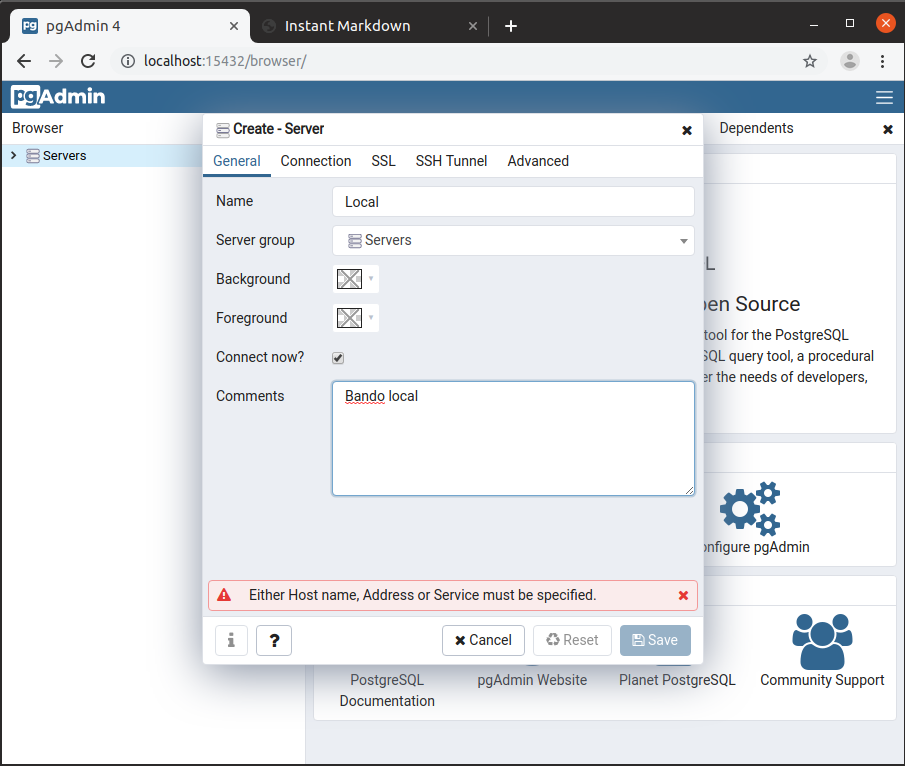 pgAdmin 4
Instant Markdown
localhost:15432/browser/
pgAdmin
Browser
Dependents
Servers
Create - Server
General
Connection
SSL
SSH Tunnel
Advanced
Name
Local
Server group
Servers
Background
Foreground
Connect now?
Comments
Bando local
L
Open Source
tool for the PostgreSQL
SQL query tool, a procedural
er the needs of developers,
onfigure pgAdmin
Either Host name, Address or Service must be specified.
i
?
Cancel
Reset
Save
PostgreSQL
Documentation
pgAdmin Website
Planet PostgreSQL
Community Support